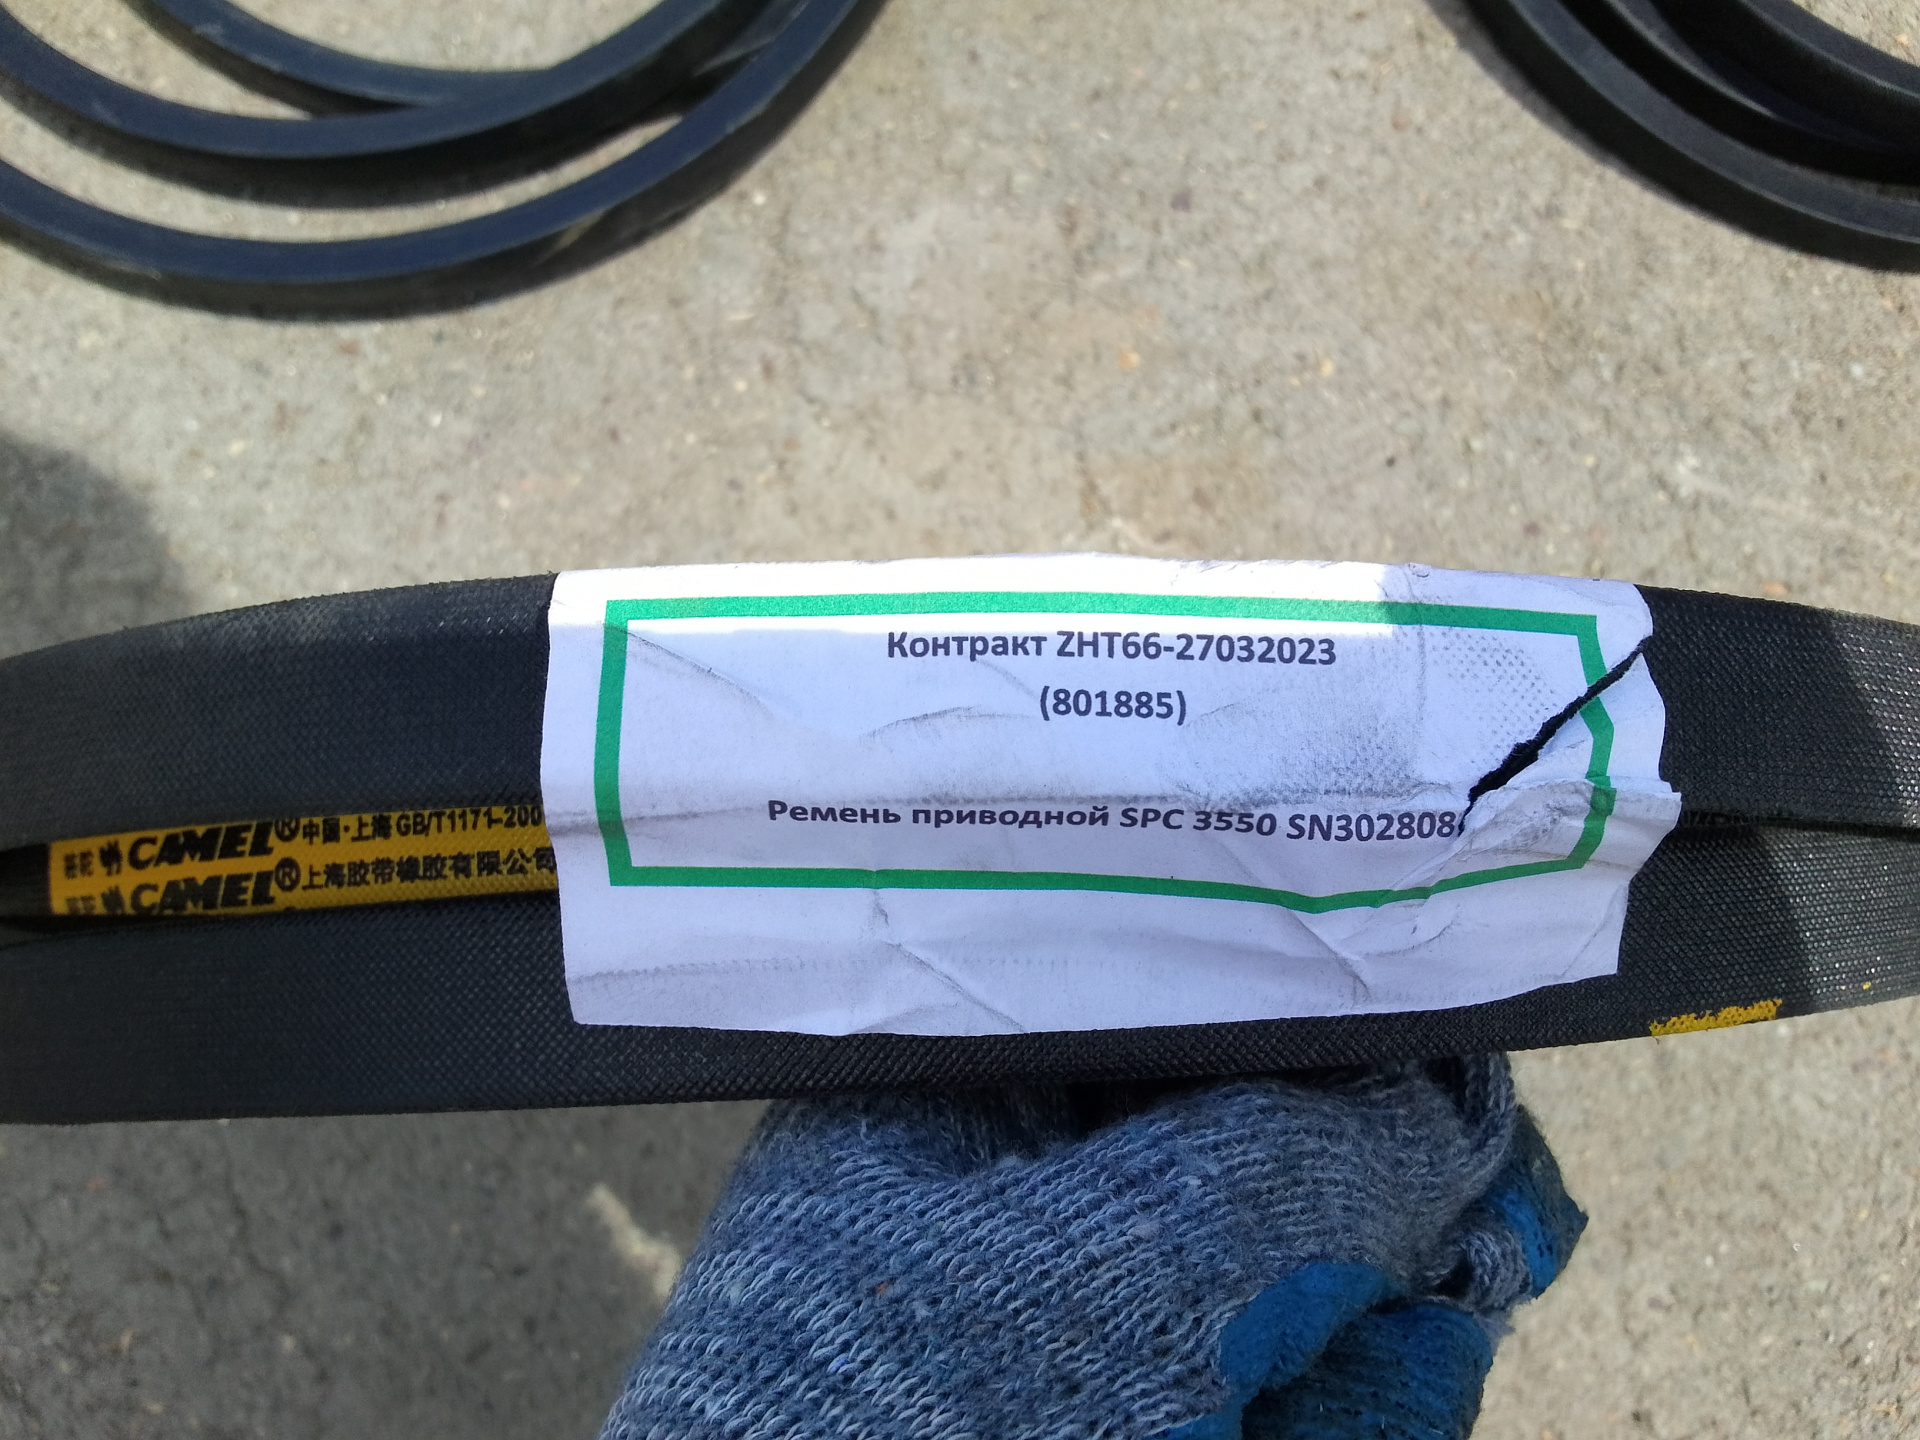 Контракт ZHT66-27032023
(801885)
Ремень приводной SPC 3550 SN302808
CAMEL® 中国·上海 GB/T1171-200
CAMEL® 上海胶带橡胶有限公司